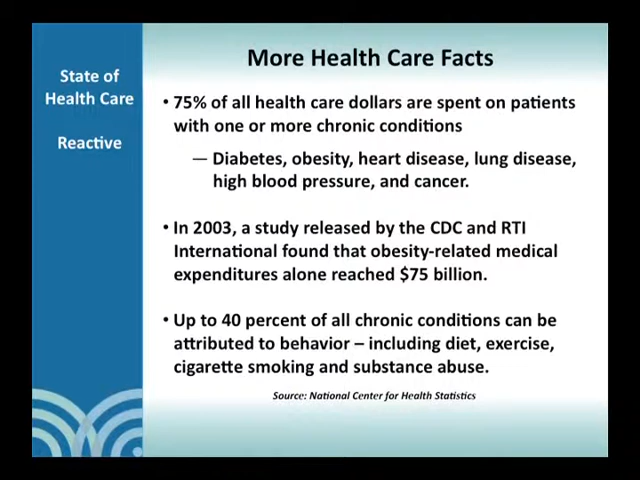 State of
Health Care
Reactive
More Health Care Facts
• 75% of all health care dollars are spent on patients
with one or more chronic conditions
— Diabetes, obesity, heart disease, lung disease,
high blood pressure, and cancer.
• In 2003, a study released by the CDC and RTI
International found that obesity-related medical
expenditures alone reached $75 billion.
• Up to 40 percent of all chronic conditions can be
attributed to behavior – including diet, exercise,
cigarette smoking and substance abuse.
Source: National Center for Health Statistics